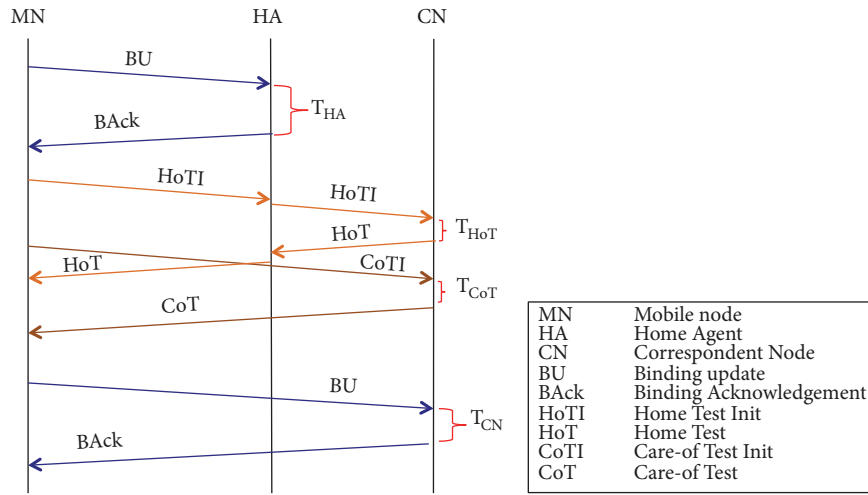 MN HA CN
BU
T_HA
BAck
HoTI
HoTI
HoT
T_HoT
HoT
CoTI
T_CoT
CoT
BU
T_CN
BAck
MN Mobile node
HA Home Agent
CN Correspondent Node
BU Binding update
BAck Binding Acknowledgement
HoTI Home Test Init
HoT Home Test
CoTI Care-of Test Init
CoT Care-of Test